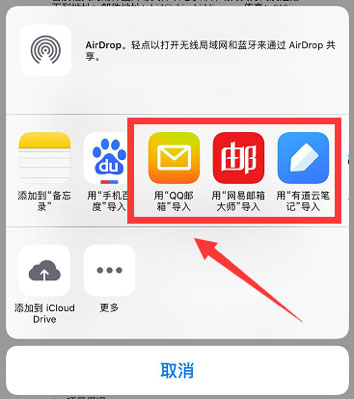 AirDrop。轻点以打开无线局域网和蓝牙来通过 AirDrop 共
享。
添加到“备忘
录”
du
用“手机百
度”导入
用“QQ邮
箱”导入
邮
用“网易邮箱
大师”导入
用“有道云笔
记”导入
添加到 iCloud
Drive
更多
取消